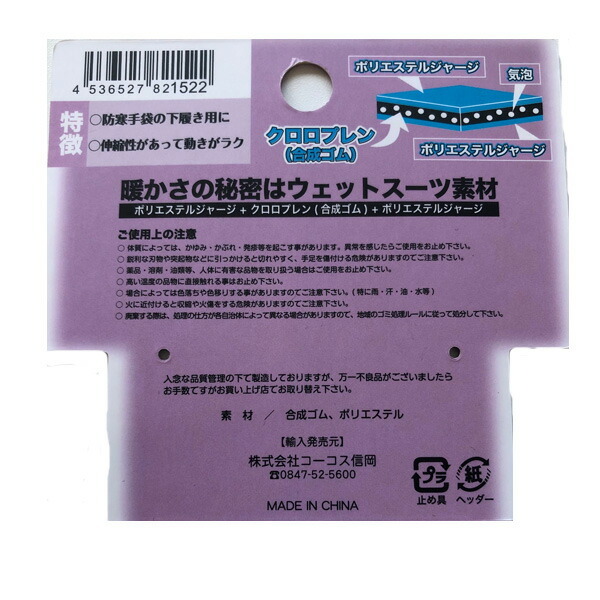 4 536527 821522
特徴
○防寒手袋の下履き用に
○伸縮性があって動きがラク
ポリエステルジャージ
気泡
クロロプレン
(合成ゴム)
ポリエステルジャージ
暖かさの秘密はウェットスーツ素材
ポリエステルジャージ+クロロプレン(合成ゴム)+ポリエステルジャージ
ご使用上の注意
○体質によっては、かゆみ・かぶれ・発疹等を起こす事があります。異常を感じたらご使用をお止め下さい。
○鋭利な刃物や突起物などに引っかけると切れやすく、手足を傷付ける危険がありますのでご注意下さい。
○薬品・溶剤・油類等、人体に有害な品物を取り扱う場合はご使用をお止め下さい。
○高い温度の品物に直接触れる事はお止め下さい。
○場合によっては色落ちや色移りする事がありますのでご注意下さい。(特に雨・汗・油・水等)
○火に近付けると収縮や火傷をする危険がありますのでご注意下さい。
○廃棄する際は、処理の仕方が各自治体によって異なる場合がありますので、地域のゴミ処理ルールに従って処分して下さい。
入念な品質管理の下で製造しておりますが、万一不良品がございましたら
お手数ですがお買い上げ店でお取り替え下さい。
素 材 / 合成ゴム、ポリエステル
【輸入発売元】
株式会社コーコス信岡
☎0847-52-5600
MADE IN CHINA
プラ
止め具
紙
ヘッダー